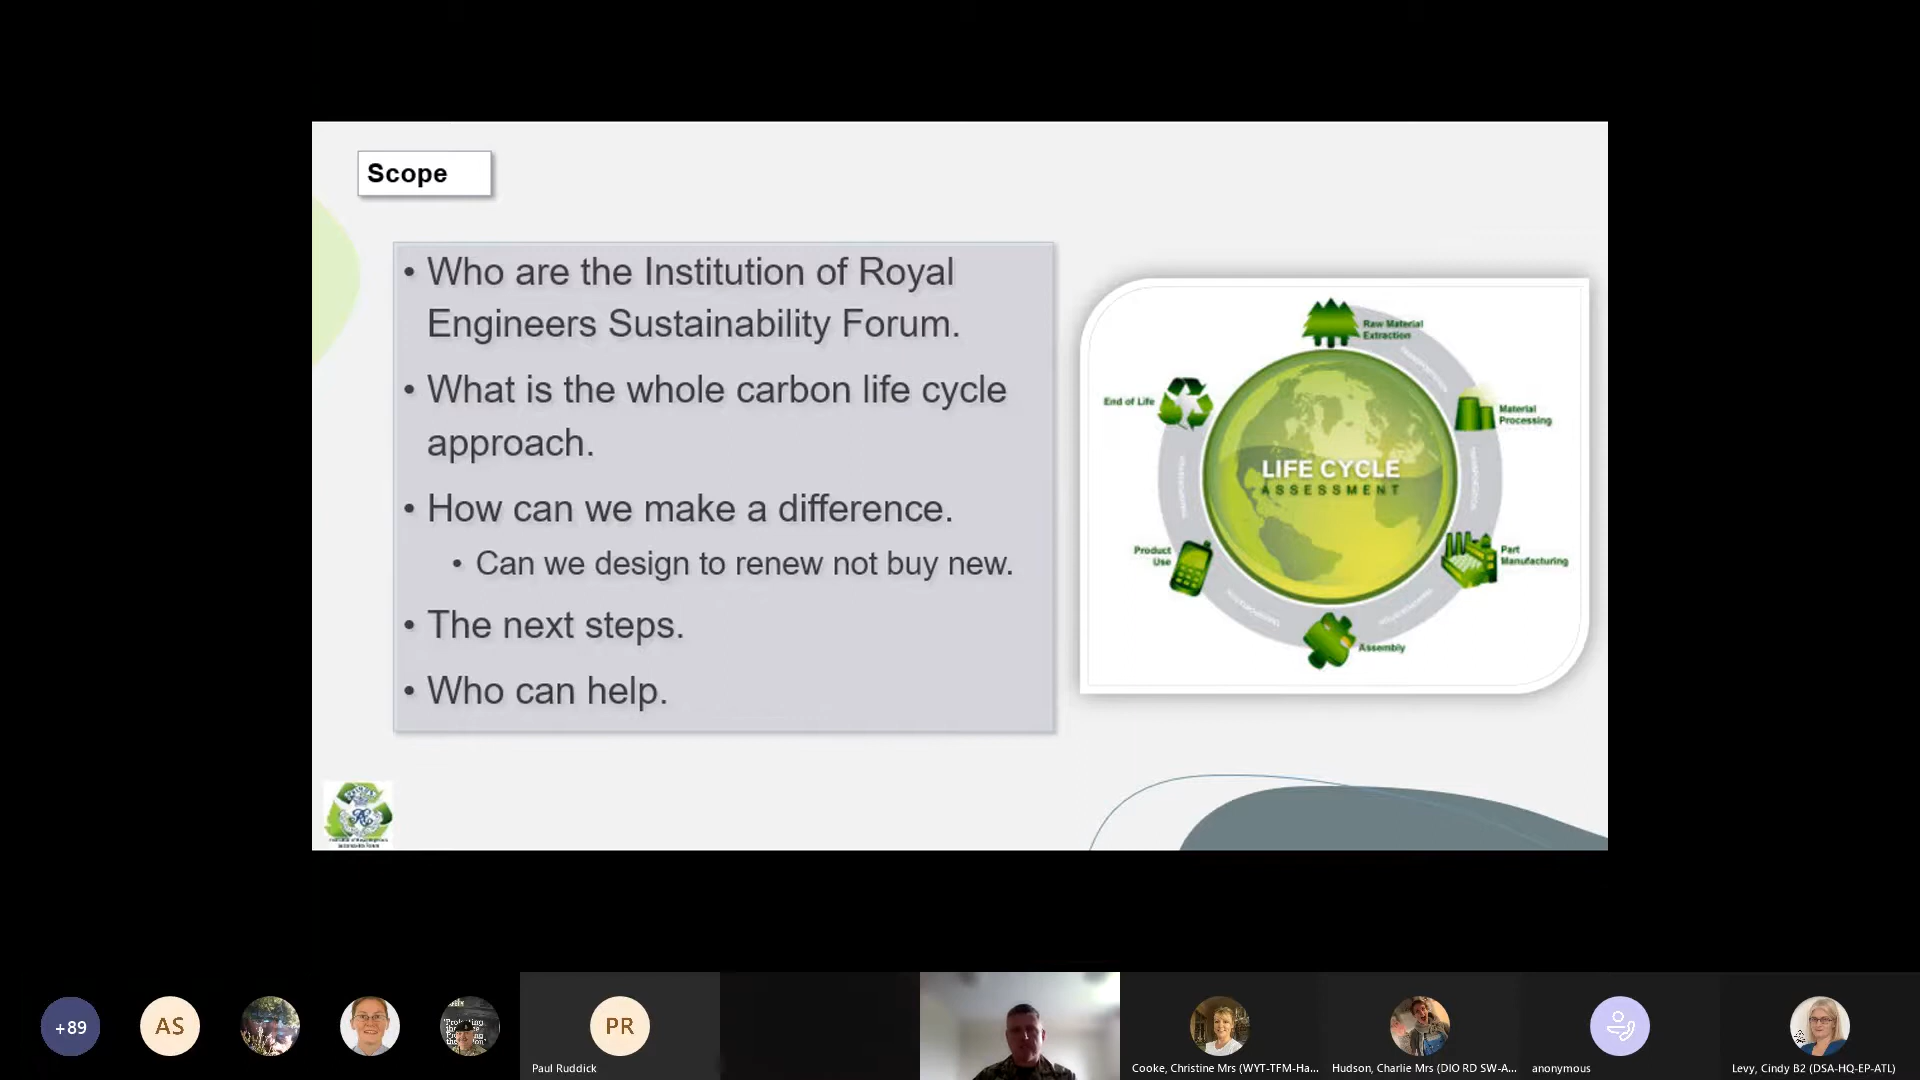 Scope
• Who are the Institution of Royal
Engineers Sustainability Forum.
• What is the whole carbon life cycle
approach.
• How can we make a difference.
• Can we design to renew not buy new.
• The next steps.
• Who can help.
Raw Material
Extraction
Material
Processing
Part
Manufacturing
Assembly
Product
Use
End of Life
LIFE CYCLE
ASSESSMENT
+89
AS
PR
Paul Ruddick
Cooke, Christine Mrs (WYT-TFM-Ha...
Hudson, Charlie Mrs (DIO RD SW-A...
anonymous
Levy, Cindy B2 (DSA-HQ-EP-ATL)